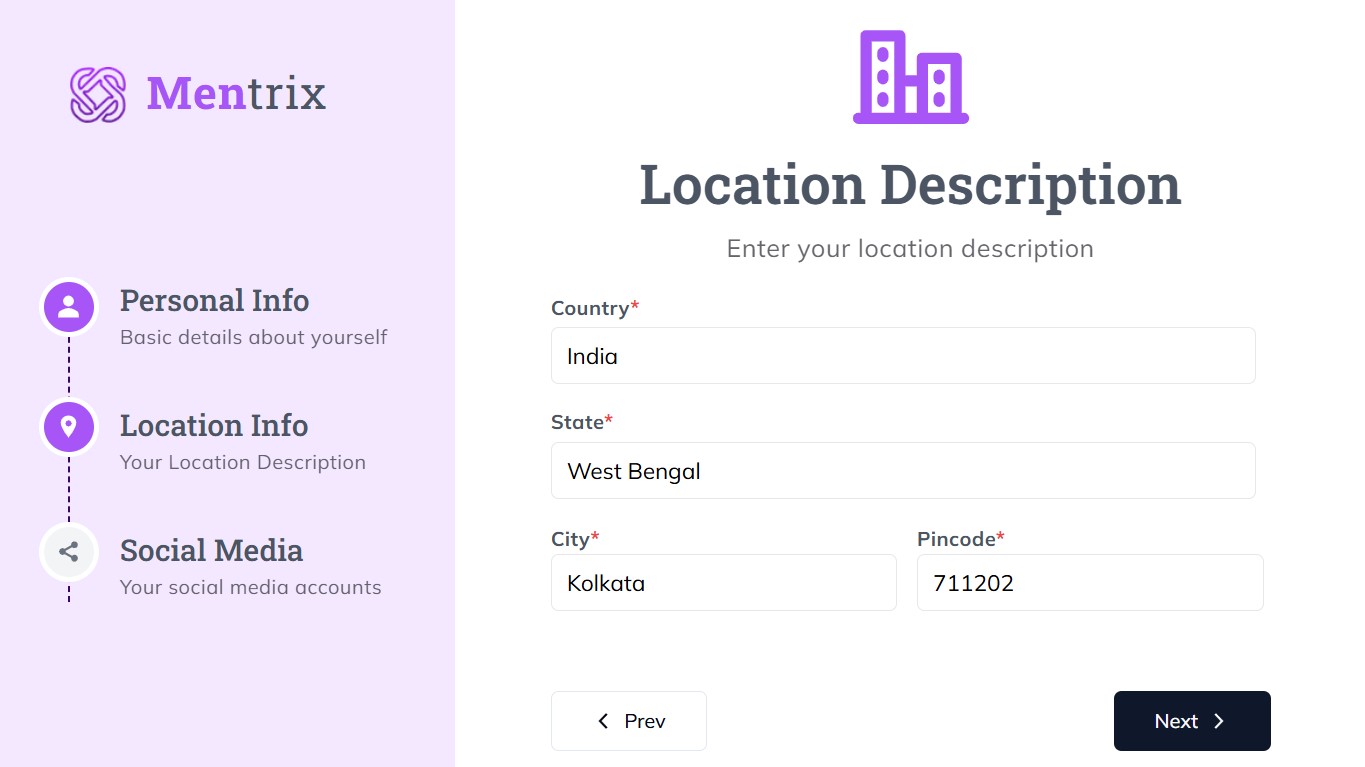 Mentrix
Personal Info
Basic details about yourself
Location Info
Your Location Description
Social Media
Your social media accounts
Location Description
Enter your location description
Country*
India
State*
West Bengal
City* Pincode*
Kolkata 711202
Prev Next